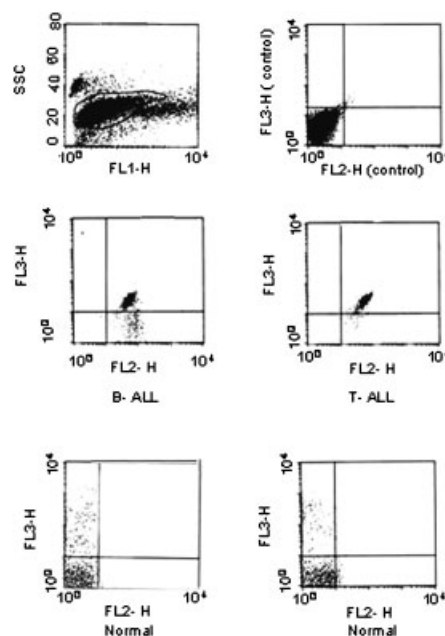 80
60
SSC
40
20
0
10⁰
10⁴
FL1-H
10⁴
FL3-H ( control)
10⁰
10⁰
10⁴
FL2-H (control)
10⁴
FL3-H
10⁰
10⁰
10⁴
FL2- H
B- ALL
10⁴
FL3-H
10⁰
10⁰
10⁴
FL2- H
T- ALL
10⁴
FL3-H
10⁰
10⁰
10⁴
FL2- H
Normal
10⁴
FL3-H
10⁰
10⁰
10⁴
FL2- H
Normal